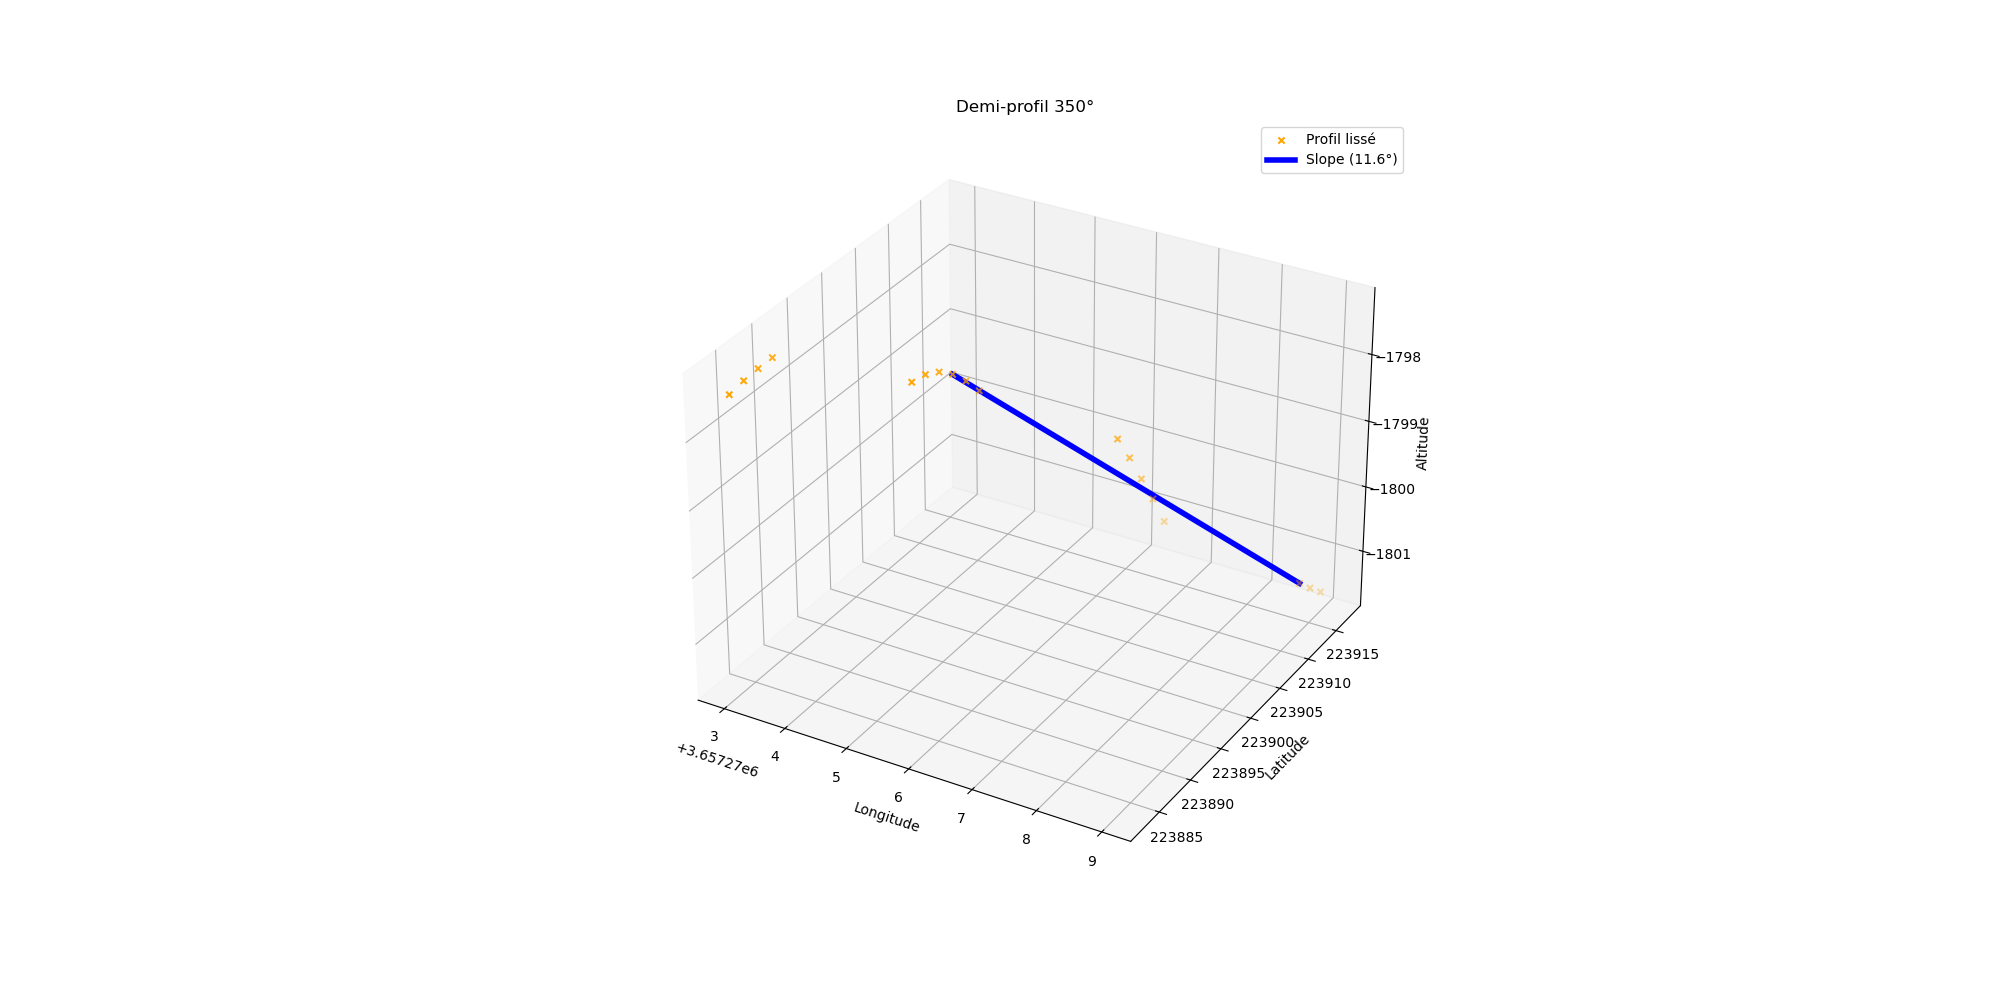 Demi-profil 350°
Profil lissé
Slope (11.6°)
−1798
−1799
−1800
−1801
Altitude
223915
223910
223905
223900
223895
223890
223885
Latitude
3
4
5
6
7
8
9
+3.65727e6
Longitude